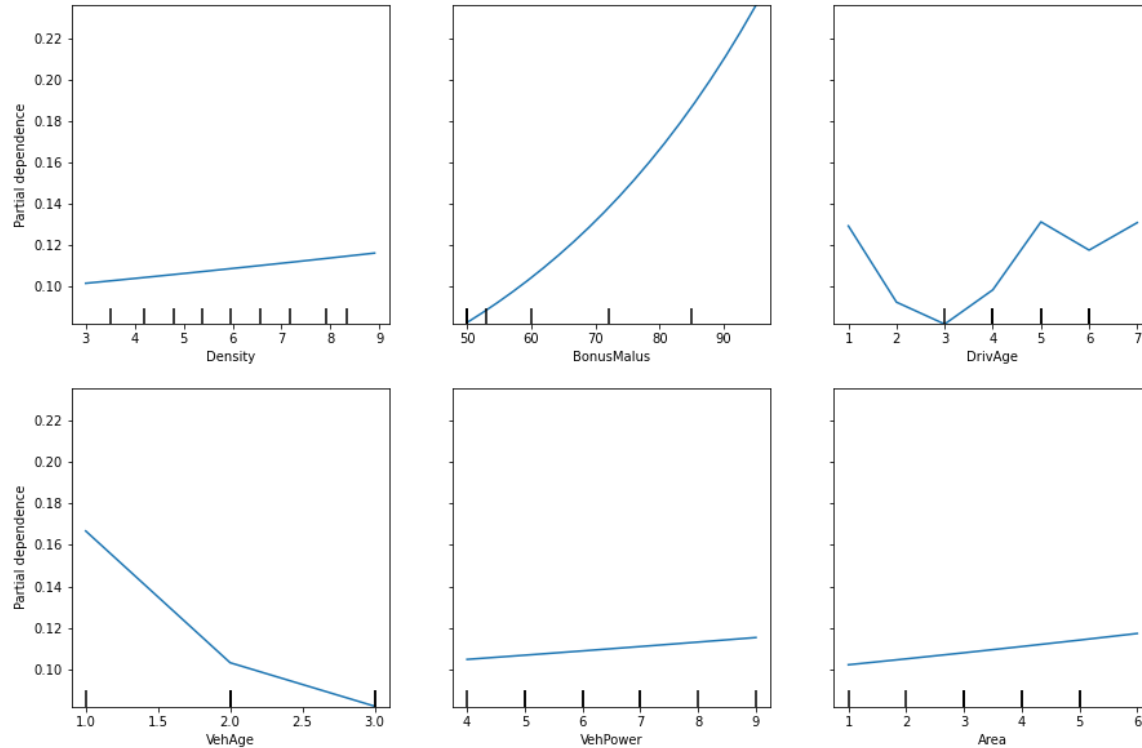 Partial dependence
0.22
0.20
0.18
0.16
0.14
0.12
0.10
3 4 5 6 7 8 9
Density
50 60 70 80 90
BonusMalus
1 2 3 4 5 6 7
DrivAge
Partial dependence
0.22
0.20
0.18
0.16
0.14
0.12
0.10
1.0 1.5 2.0 2.5 3.0
VehAge
4 5 6 7 8 9
VehPower
1 2 3 4 5 6
Area